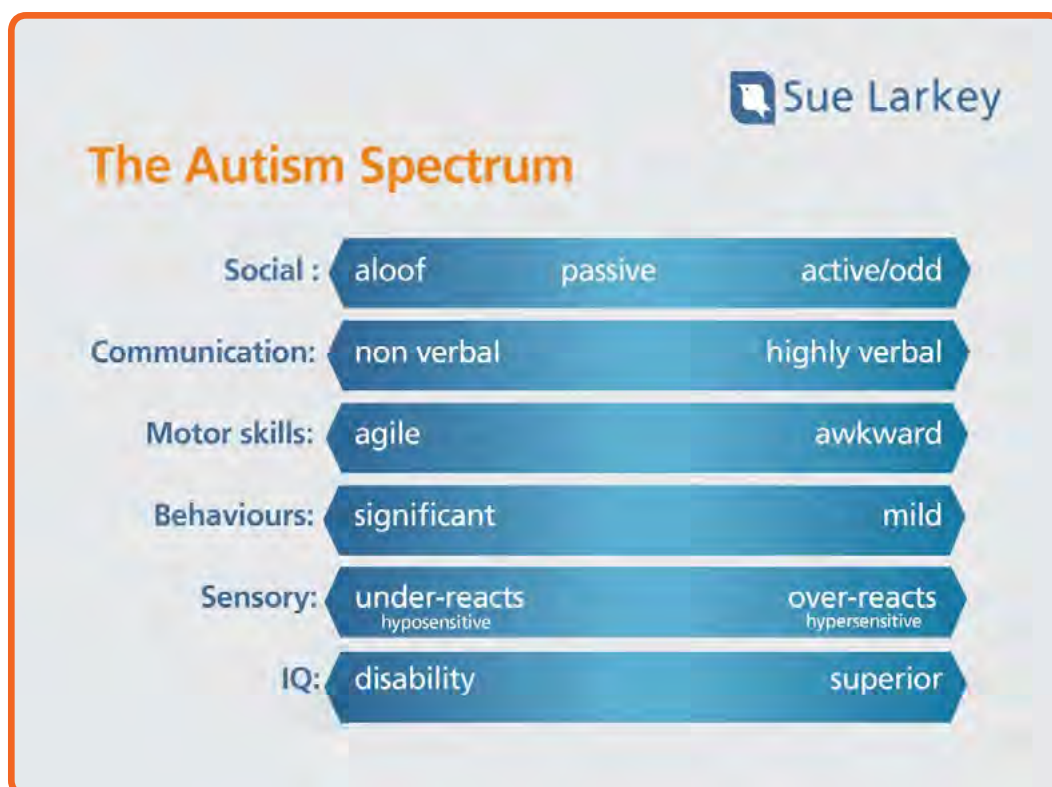 Sue Larkey
The Autism Spectrum
Social : aloof passive active/odd
Communication: non verbal highly verbal
Motor skills: agile awkward
Behaviours: significant mild
Sensory: under-reacts over-reacts
hyposensitive hypersensitive
IQ: disability superior